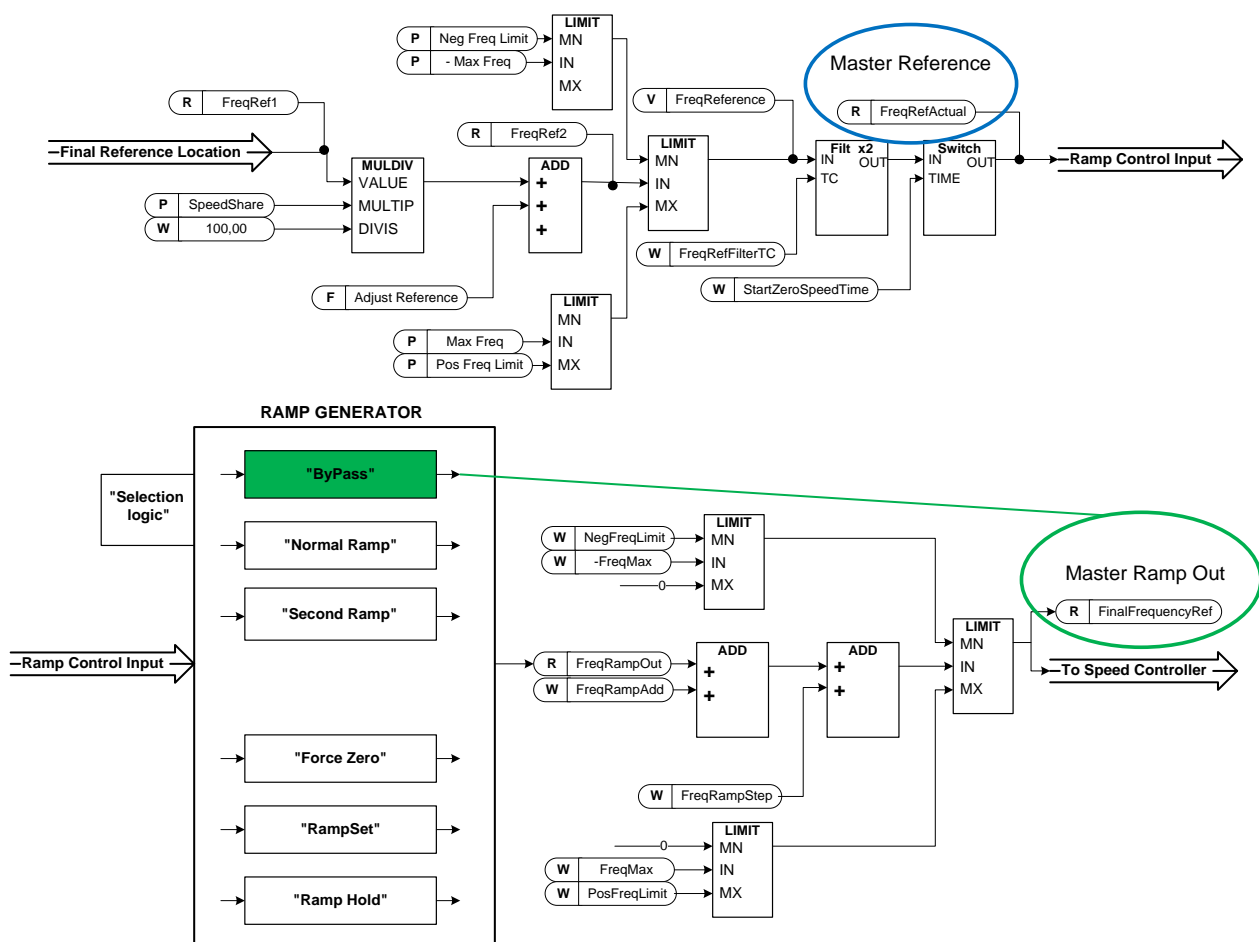 LIMIT
P Neg Freq Limit MN
P - Max Freq IN
MX
Master Reference
R FreqRef1
V FreqReference
R FreqRefActual
R FreqRef2
Final Reference Location
MULDIV
VALUE
P SpeedShare MULTIP
W 100,00 DIVIS
ADD
+
+
+
LIMIT
MN
IN
MX
Filt x2
IN OUT
TC
Switch
IN OUT
TIME
Ramp Control Input
W FreqRefFilterTC
F Adjust Reference
W StartZeroSpeedTime
LIMIT
MN
P Max Freq IN
P Pos Freq Limit MX
RAMP GENERATOR
"ByPass"
"Selection
logic"
"Normal Ramp"
"Second Ramp"
Ramp Control Input
"Force Zero"
"RampSet"
"Ramp Hold"
LIMIT
W NegFreqLimit MN
W -FreqMax IN
0 MX
Master Ramp Out
R FinalFrequencyRef
LIMIT
MN
IN
MX
To Speed Controller
R FreqRampOut
W FreqRampAdd
ADD
+
+
ADD
+
+
W FreqRampStep
LIMIT
0 MN
W FreqMax IN
W PosFreqLimit MX